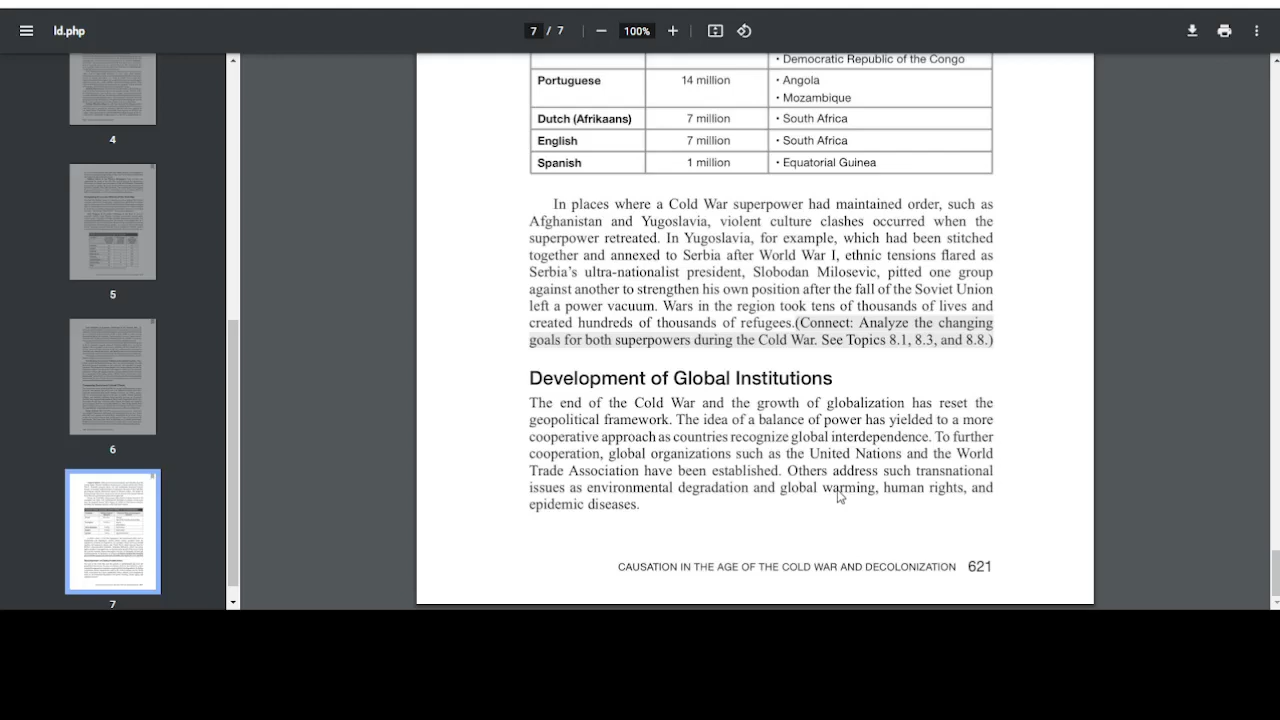 ld.php
7 / 7
100%
• Democratic Republic of the Congo
Portuguese 14 million • Angola
• Mozambique
Dutch (Afrikaans) 7 million • South Africa
English 7 million • South Africa
Spanish 1 million • Equatorial Guinea
In places where a Cold War superpower had maintained order, such as
Afghanistan and Yugoslavia, violent culture clashes occurred when the
superpower retreated. In Yugoslavia, for example, which had been stitched
together and annexed to Serbia after World War I, ethnic tensions flared as
Serbia's ultra-nationalist president, Slobodan Milosevic, pitted one group
against another to strengthen his own position after the fall of the Soviet Union
left a power vacuum. Wars in the region took tens of thousands of lives and
created hundreds of thousands of refugees.(Connect: Analyze the changing
goals for both superpowers during the Cold War. See Topics 8.1, 8.3, and 8.8.)
Development of Global Institutions
The end of the Cold War and the growth of globalization has reset the
geopolitical framework. The idea of a balance of power has yielded to a more
cooperative approach as countries recognize global interdependence. To further
cooperation, global organizations such as the United Nations and the World
Trade Association have been established. Others address such transnational
issues as environmental degradation and global warming, human rights, and
epidemic diseases.
CAUSATION IN THE AGE OF THE COLD WAR AND DECOLONIZATION 621
4
5
6
7